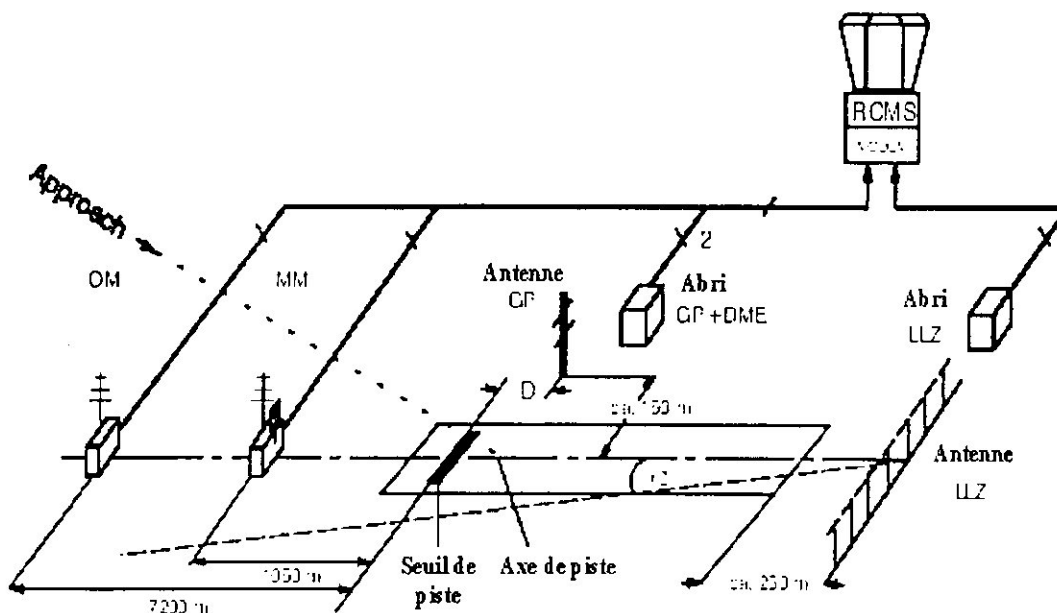 RCMS
Approach
OM
MM
2
Antenne
GP
Abri
GP + DME
Abri
LLZ
D
Antenne
LLZ
1050 m
7200 m
Seuil de
piste
Axe de piste